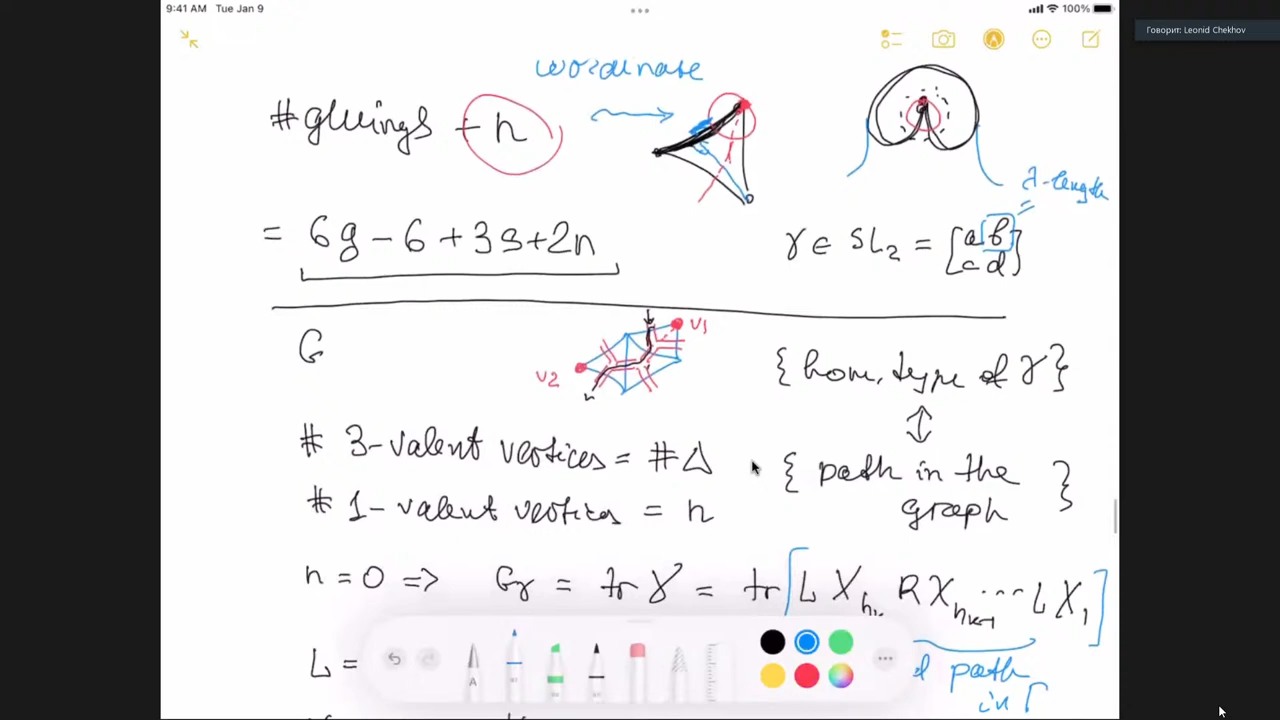 9:41 AM Tue Jan 9
100%
Говорит: Leonid Chekhov
coordinate
#gluings + n
λ-length
= 6g - 6 + 3s + 2n
γ ∈ SL₂ = [a b
c d]
G
V1
V2
{ hom. type of γ }
↕
# 3-valent vertices = #Δ
{ path in the
graph }
# 1-valent vertices = n
n = 0 => Gγ = tr γ = tr [L X R X ... L X₁]
L =
path
in Γ
A